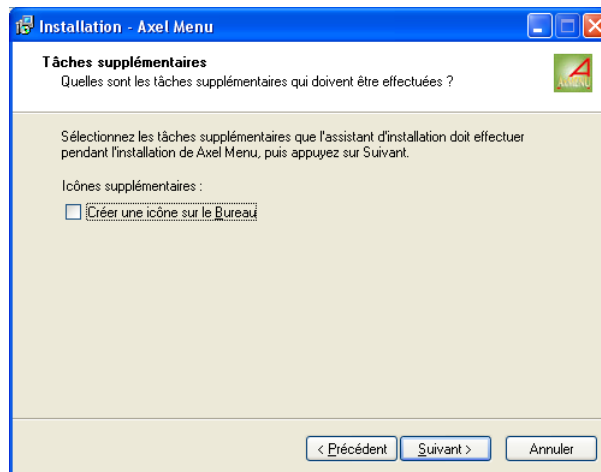 Installation - Axel Menu
Tâches supplémentaires
Quelles sont les tâches supplémentaires qui doivent être effectuées ?
AXMENU
Sélectionnez les tâches supplémentaires que l'assistant d'installation doit effectuer
pendant l'installation de Axel Menu, puis appuyez sur Suivant.
Icônes supplémentaires :
Créer une icône sur le Bureau
< Précédent
Suivant >
Annuler